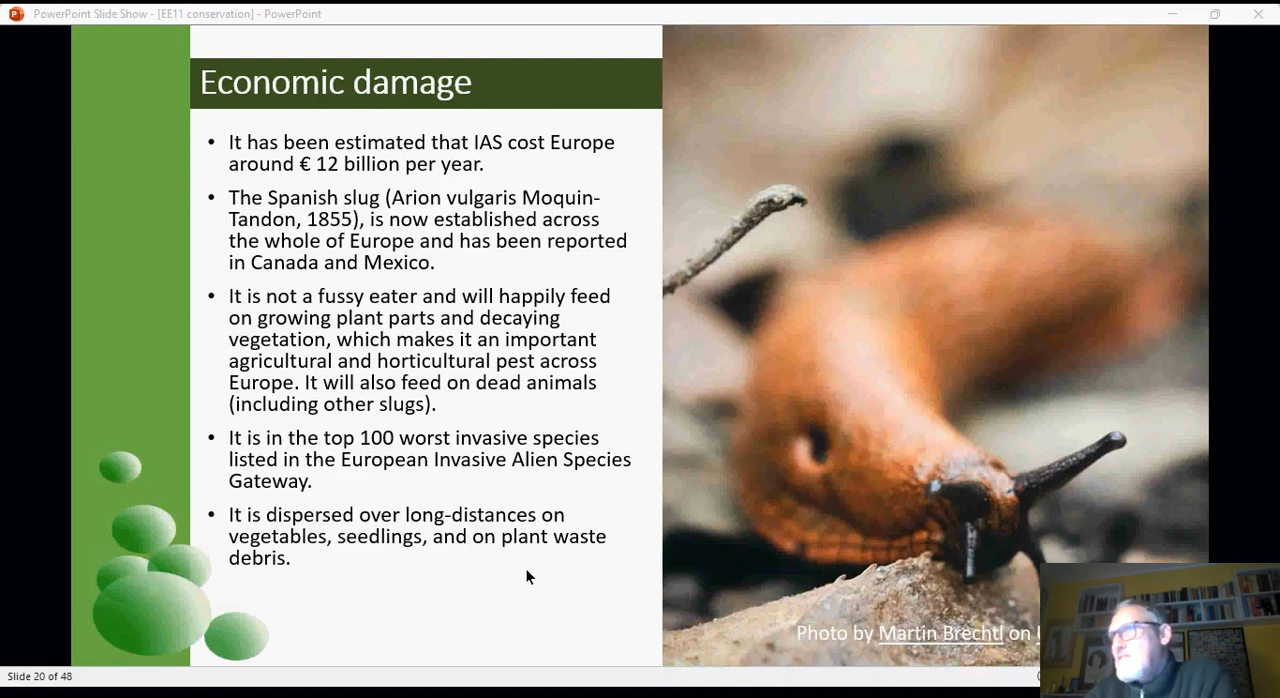 PowerPoint Slide Show - [EE11 conservation] - PowerPoint
Economic damage
• It has been estimated that IAS cost Europe
around € 12 billion per year.
• The Spanish slug (Arion vulgaris Moquin-
Tandon, 1855), is now established across
the whole of Europe and has been reported
in Canada and Mexico.
• It is not a fussy eater and will happily feed
on growing plant parts and decaying
vegetation, which makes it an important
agricultural and horticultural pest across
Europe. It will also feed on dead animals
(including other slugs).
• It is in the top 100 worst invasive species
listed in the European Invasive Alien Species
Gateway.
• It is dispersed over long-distances on
vegetables, seedlings, and on plant waste
debris.
Photo by Martin Brechtl on
Slide 20 of 48